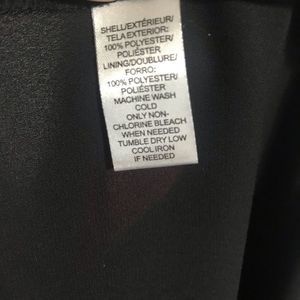 SHELL/EXTÉRIEUR/
TELA EXTERIOR:
100% POLYESTER/
POLIÉSTER
LINING/DOUBLURE/
FORRO:
100% POLYESTER/
POLIÉSTER
MACHINE WASH
COLD
ONLY NON-
CHLORINE BLEACH
WHEN NEEDED
TUMBLE DRY LOW
COOL IRON
IF NEEDED